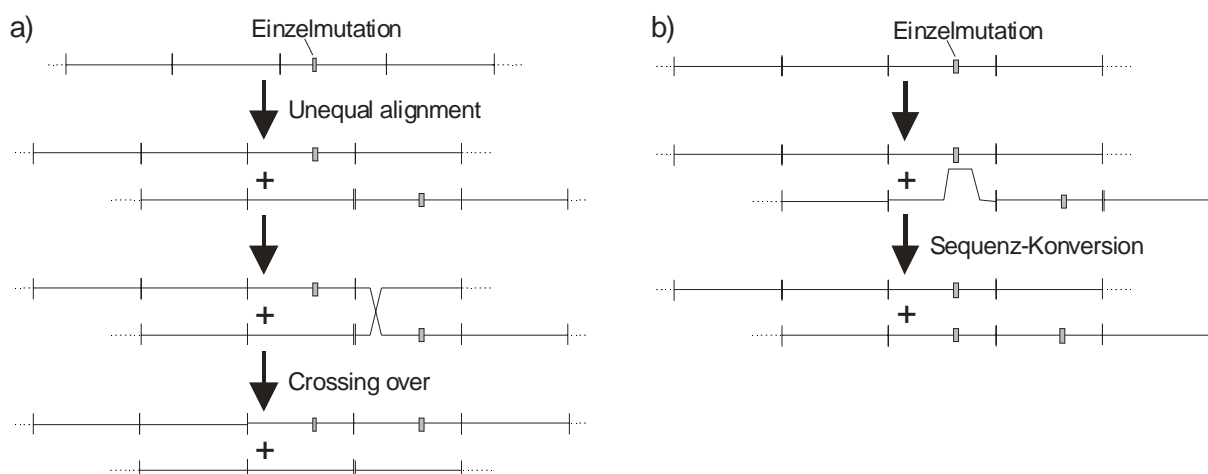 a)
Einzelmutation
Unequal alignment
+
+
Crossing over
+
b)
Einzelmutation
+
Sequenz-Konversion
+